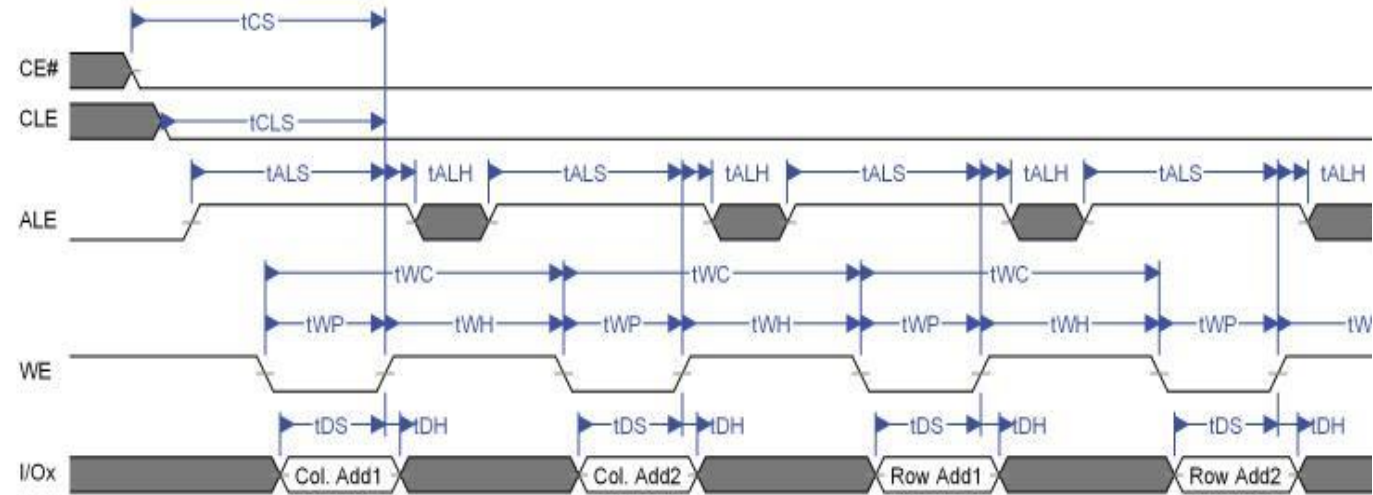 tCS
CE#
CLE tCLS
tALS tALH tALS tALH tALS tALH tALS tALH
ALE
tWC tWC tWC
tWP tWH tWP tWH tWP tWH tWP tW
WE
tDS tDH tDS tDH tDS tDH tDS tDH
I/Ox Col. Add1 Col. Add2 Row Add1 Row Add2